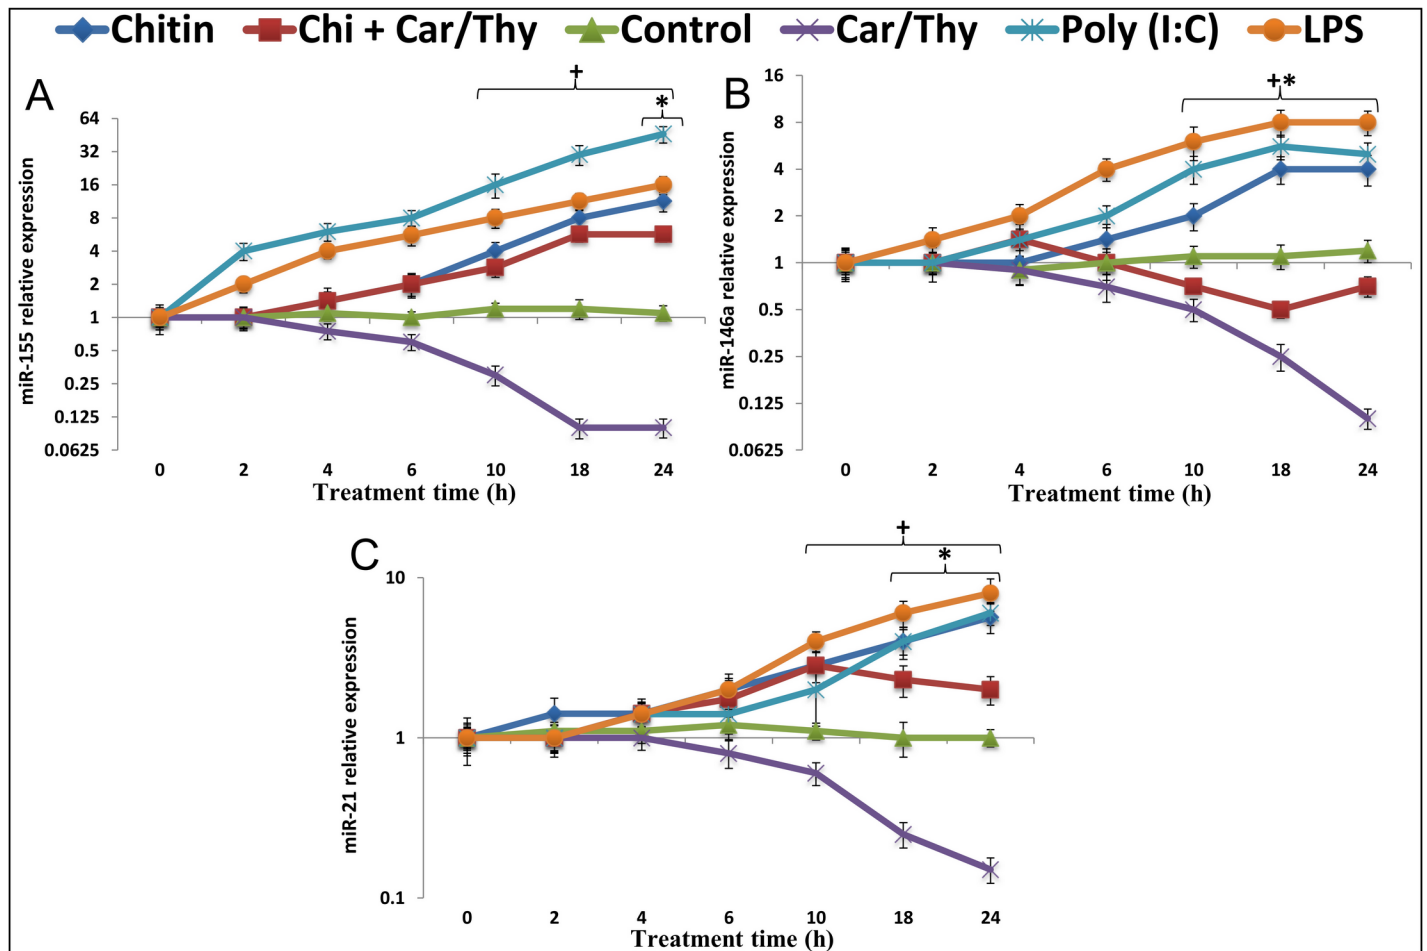 Chitin Chi + Car/Thy Control Car/Thy Poly (I:C) LPS
A
+
*
64
32
16
8
4
2
1
0.5
0.25
0.125
0.0625
miR-155 relative expression
0 2 4 6 10 18 24
Treatment time (h)
B
+*
16
8
4
2
1
0.5
0.25
0.125
0.0625
miR-146a relative expression
0 2 4 6 10 18 24
Treatment time (h)
C
+
*
10
1
0.1
miR-21 relative expression
0 2 4 6 10 18 24
Treatment time (h)